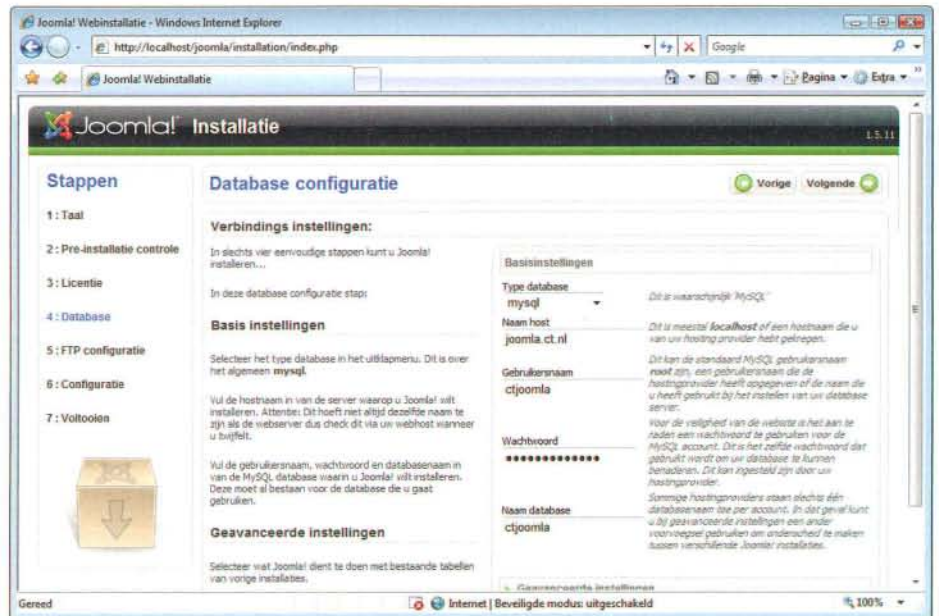 Joomla! Webinstallatie - Windows Internet Explorer
http://localhost/joomla/installation/index.php
Google
Joomla! Webinstallatie
Pagina
Extra
Joomla! Installatie
1.5.11
Stappen
1 : Taal
2 : Pre-installatie controle
3 : Licentie
4 : Database
5 : FTP configuratie
6 : Configuratie
7 : Voltooien
Database configuratie
Vorige
Volgende
Verbindings instellingen:
In slechts vier eenvoudige stappen kunt u Joomla!
installeren...
In deze database configuratie stap:
Basis instellingen
Selecteer het type database in het uitklapmenu. Dit is over
het algemeen mysql.
Vul de hostnaam in van de server waarop u Joomla! wilt
installeren. Attentie: Dit hoeft niet altijd dezelfde naam te
zijn als de webserver dus check dit via uw webhost wanneer
u twijfelt.
Vul de gebruikersnaam, wachtwoord en databasenaam in
van de MySQL database waarin u Joomla! wilt installeren.
Deze moet al bestaan voor de database die u gaat
gebruiken.
Geavanceerde instellingen
Selecteer wat Joomla! dient te doen met bestaande tabellen
van vorige installaties.
Basisinstellingen
Type database
mysql
Dit is waarschijnlijk 'MySQL'
Naam host
joomla.ct.nl
Dit is meestal localhost of een hostnaam die u
van uw hosting provider hebt gekregen.
Gebruikersnaam
ctjoomla
Dit kan de standaard MySQL gebruikersnaam
root zijn, een gebruikersnaam die de
hostingprovider heeft opgegeven of de naam die
u heeft gebruikt bij het instellen van uw database
server.
Wachtwoord
•••••••••••••
Voor de veiligheid van de website is het aan te
raden een wachtwoord te gebruiken voor de
MySQL account. Dit is het zelfde wachtwoord dat
gebruikt wordt om uw database te kunnen
benaderen. Dit kan ingesteld zijn door uw
hostingprovider.
Naam database
ctjoomla
Sommige hostingproviders staan slechts één
databasenaam toe per account. In dat geval kunt
u bij geavanceerde instellingen een ander
voorvoegsel gebruiken om onderscheid te maken
tussen verschillende Joomla! installaties.
Geavanceerde instellingen
Gereed
Internet | Beveiligde modus: uitgeschakeld
100%